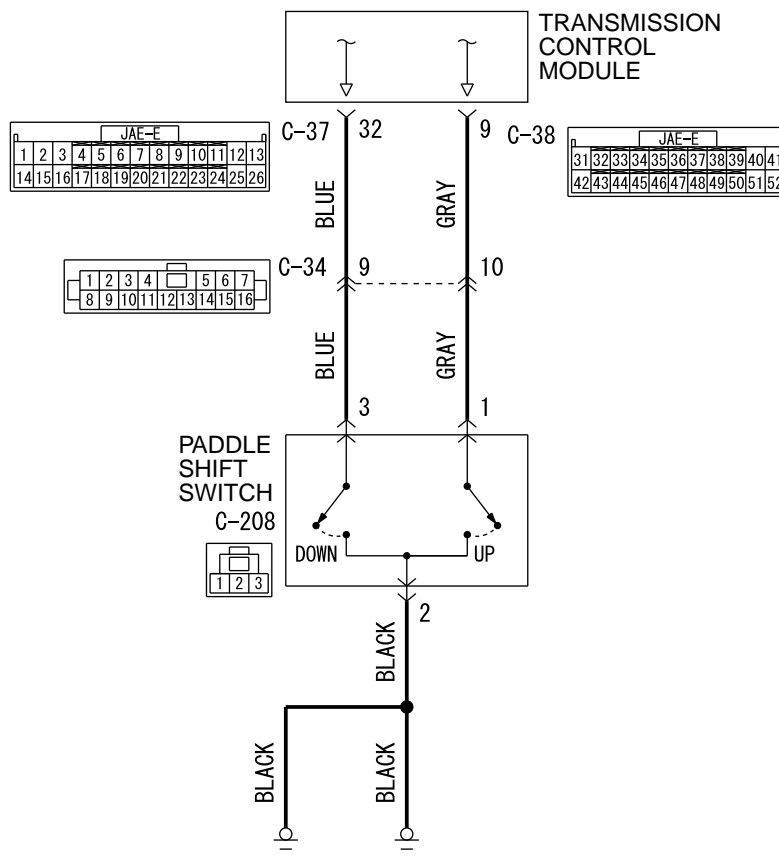 TRANSMISSION
CONTROL
MODULE
JAE-E
1 2 3 4 5 6 7 8 9 10 11 12 13
14 15 16 17 18 19 20 21 22 23 24 25 26
C-37 32
9 C-38
JAE-E
31 32 33 34 35 36 37 38 39 40 41
42 43 44 45 46 47 48 49 50 51 52
BLUE
GRAY
1 2 3 4 5 6 7
8 9 10 11 12 13 14 15 16
C-34 9
10
BLUE
GRAY
3
1
PADDLE
SHIFT
SWITCH
C-208
1 2 3
DOWN
UP
2
BLACK
BLACK
BLACK